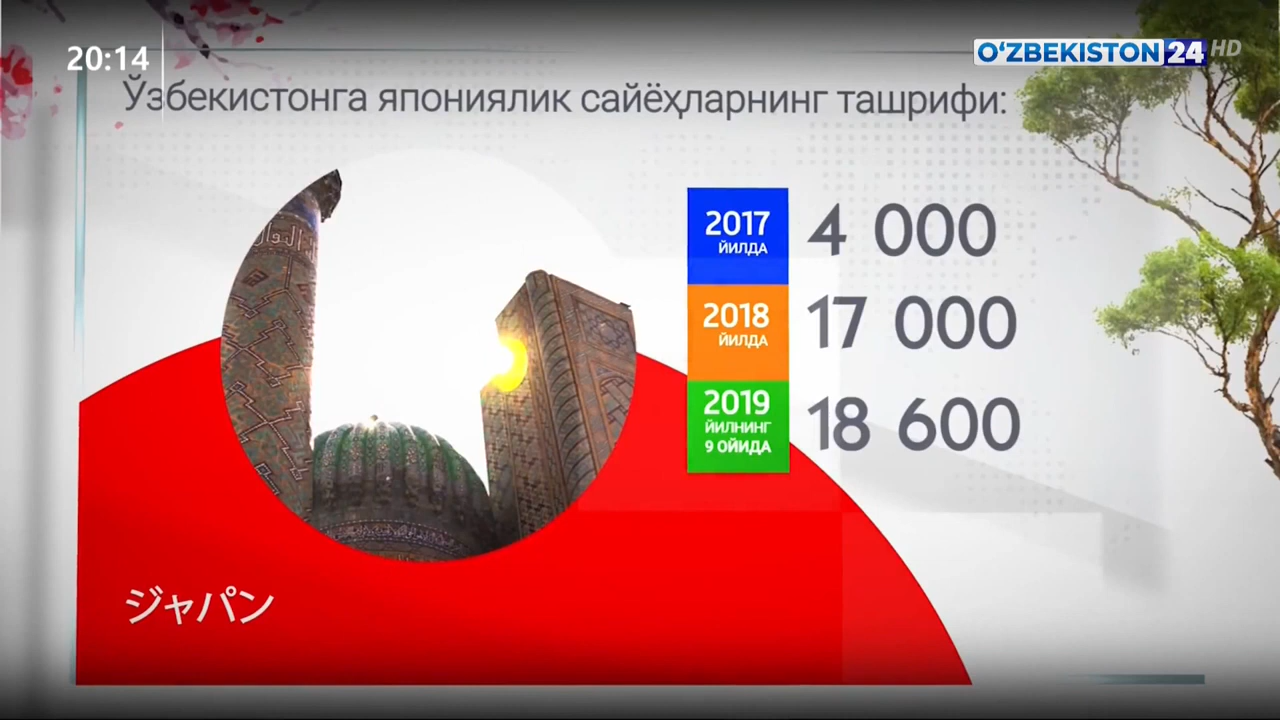 20:14
O‘ZBEKISTON 24 HD
Ўзбекистонга япониялик сайёҳларнинг ташрифи:
2017
ЙИЛДА
4 000
2018
ЙИЛДА
17 000
2019
ЙИЛНИНГ
9 ОЙИДА
18 600
ジャパン